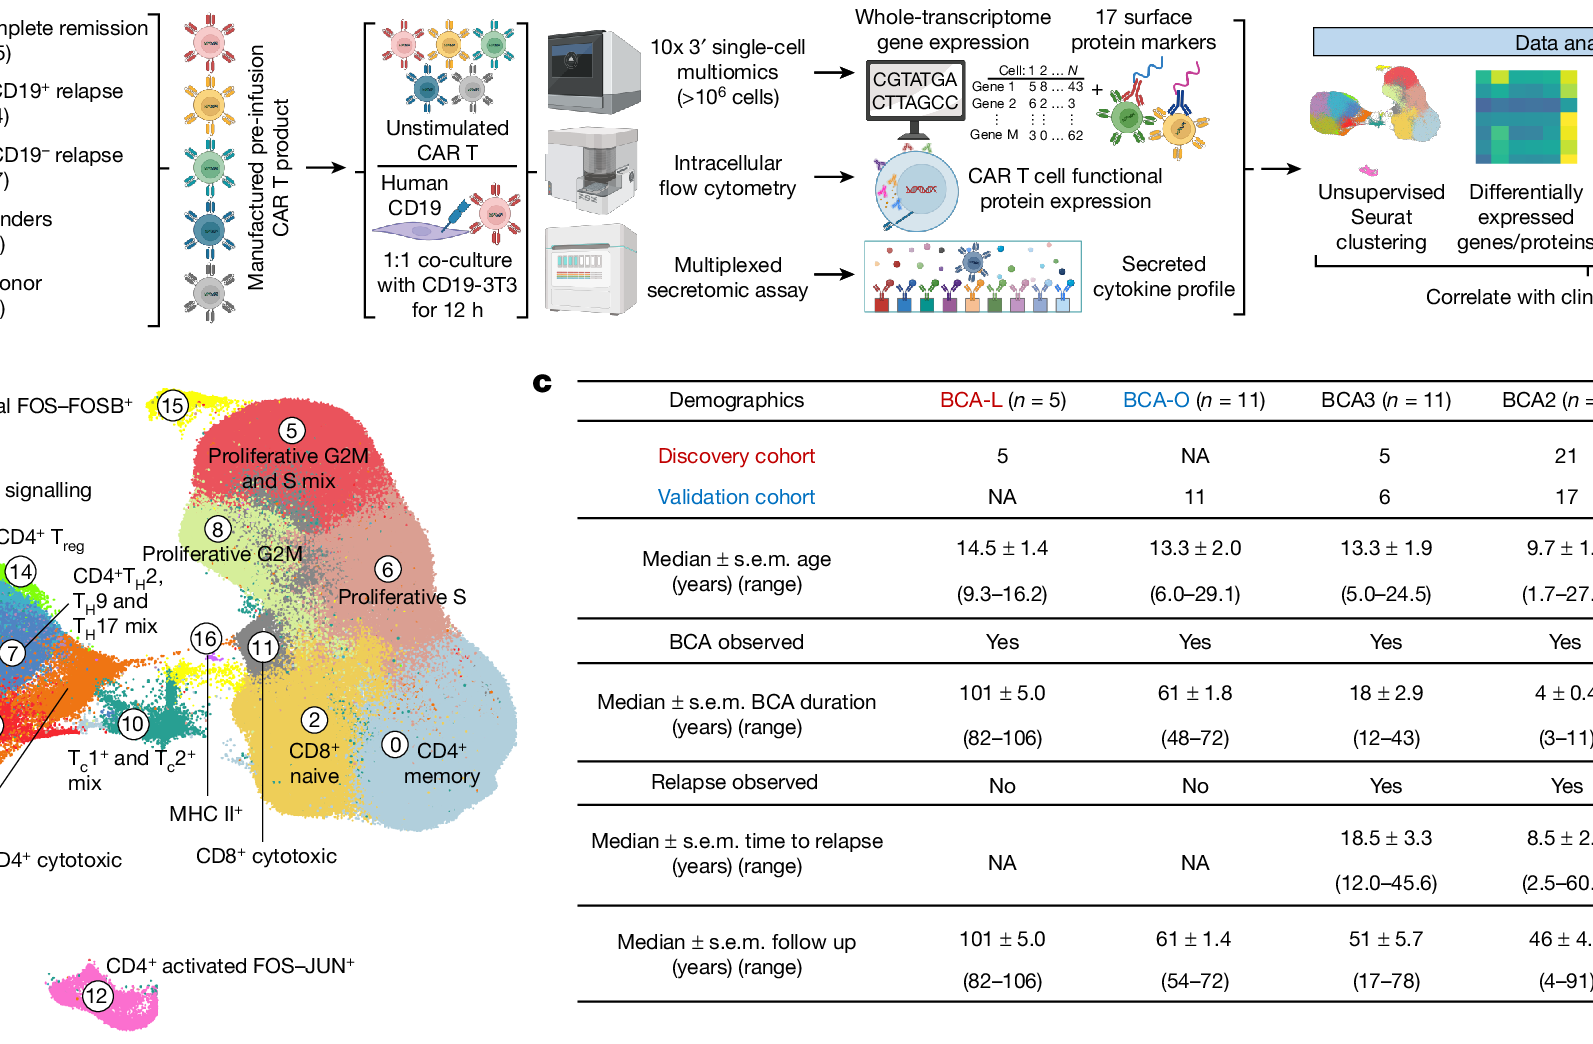 mplete remission
5)
CD19+ relapse
4)
CD19− relapse
7)
nders
)
onor
)
Manufactured pre-infusion
CAR T product
Unstimulated
CAR T
Human
CD19
1:1 co-culture
with CD19-3T3
for 12 h
10x 3′ single-cell
multiomics
(>10⁶ cells)
Intracellular
flow cytometry
Multiplexed
secretomic assay
Whole-transcriptome
gene expression
17 surface
protein markers
CGTATGA
CTTAGCC
Cell: 1 2 ... N
Gene 1 5 8 ... 43
Gene 2 6 2 ... 3
⋮ ⋮ ⋮ ⋮
Gene M 3 0 ... 62
+
CAR T cell functional
protein expression
Secreted
cytokine profile
Data ana
Unsupervised
Seurat
clustering
Differentially
expressed
genes/proteins
Correlate with clin
al FOS–FOSB+
15
5
Proliferative G2M
and S mix
signalling
8
Proliferative G2M
CD4+ Treg
14
CD4+TH2,
TH9 and
TH17 mix
6
Proliferative S
7
16
11
10
Tc1+ and Tc2+
mix
2
CD8+
naive
0
CD4+
memory
MHC II+
CD8+ cytotoxic
D4+ cytotoxic
CD4+ activated FOS–JUN+
12
c
Demographics BCA-L (n = 5) BCA-O (n = 11) BCA3 (n = 11) BCA2 (n =
Discovery cohort 5 NA 5 21
Validation cohort NA 11 6 17
Median ± s.e.m. age
(years) (range)
14.5 ± 1.4 13.3 ± 2.0 13.3 ± 1.9 9.7 ± 1.
(9.3–16.2) (6.0–29.1) (5.0–24.5) (1.7–27.
BCA observed Yes Yes Yes Yes
Median ± s.e.m. BCA duration
(years) (range)
101 ± 5.0 61 ± 1.8 18 ± 2.9 4 ± 0.4
(82–106) (48–72) (12–43) (3–11)
Relapse observed No No Yes Yes
Median ± s.e.m. time to relapse
(years) (range)
NA NA
18.5 ± 3.3 8.5 ± 2.
(12.0–45.6) (2.5–60.
Median ± s.e.m. follow up
(years) (range)
101 ± 5.0 61 ± 1.4 51 ± 5.7 46 ± 4.
(82–106) (54–72) (17–78) (4–91)